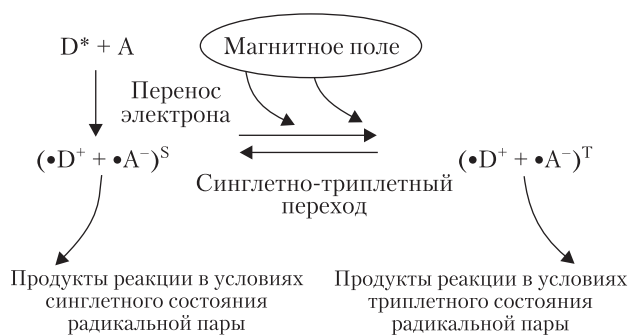 D* + A
Магнитное поле
Перенос
электрона
(•D⁺ + •A⁻)ˢ
(•D⁺ + •A⁻)ᵀ
Синглетно-триплетный
переход
Продукты реакции в условиях
синглетного состояния
радикальной пары
Продукты реакции в условиях
триплетного состояния
радикальной пары